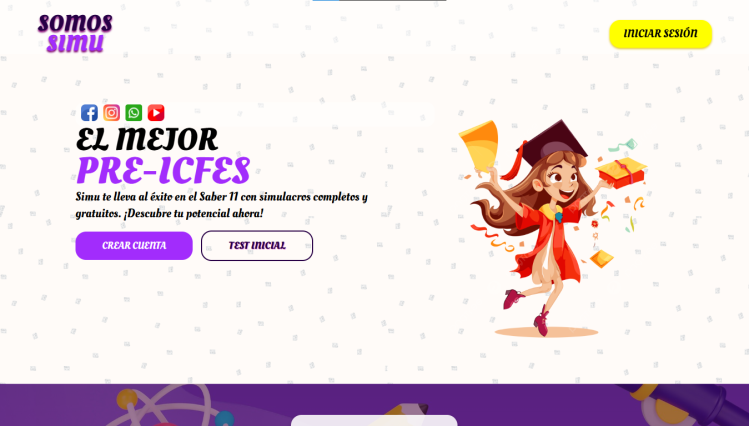 SOMOS
SIMU
INICIAR SESIÓN
EL MEJOR
PRE-ICFES
Simu te lleva al éxito en el Saber 11 con simulacros completos y
gratuitos. ¡Descubre tu potencial ahora!
CREAR CUENTA
TEST INICIAL